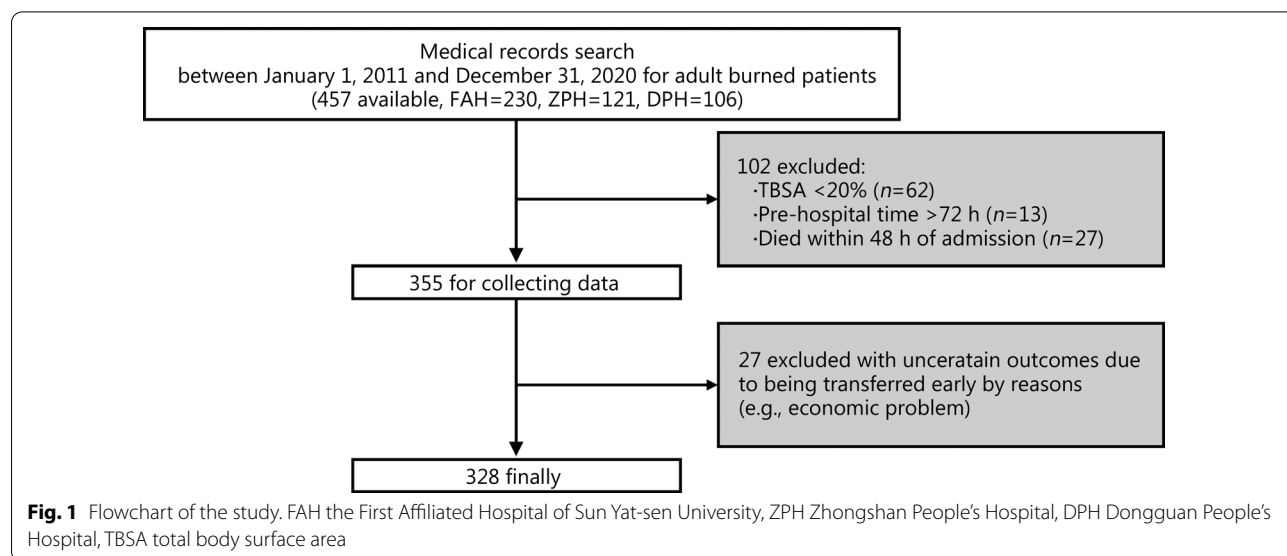 Medical records search
between January 1, 2011 and December 31, 2020 for adult burned patients
(457 available, FAH=230, ZPH=121, DPH=106)
102 excluded:
·TBSA <20% (n=62)
·Pre-hospital time >72 h (n=13)
·Died within 48 h of admission (n=27)
355 for collecting data
27 excluded with unceratain outcomes due
to being transferred early by reasons
(e.g., economic problem)
328 finally
Fig. 1 Flowchart of the study. FAH the First Affiliated Hospital of Sun Yat-sen University, ZPH Zhongshan People's Hospital, DPH Dongguan People's
Hospital, TBSA total body surface area